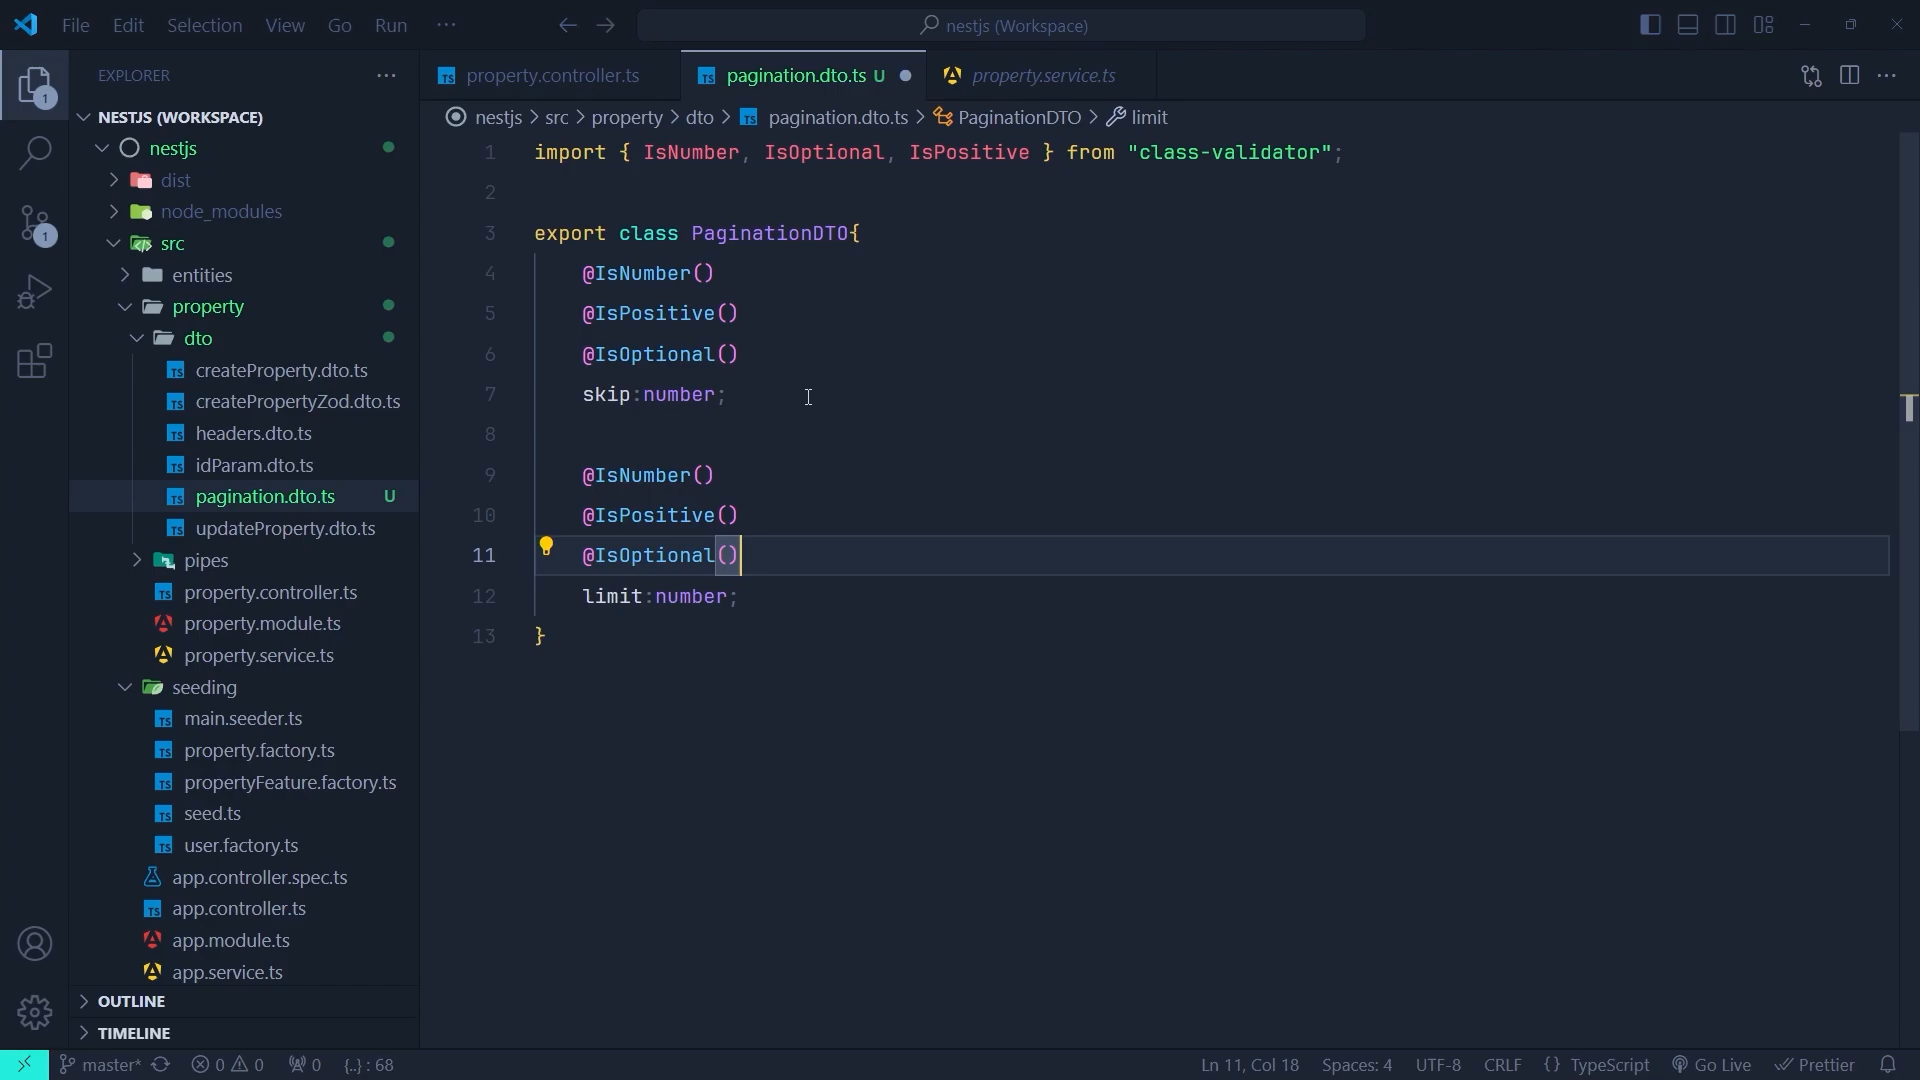 File Edit Selection View Go Run ···
nestjs (Workspace)
EXPLORER ···
NESTJS (WORKSPACE)
nestjs
dist
node_modules
src
entities
property
dto
createProperty.dto.ts
createPropertyZod.dto.ts
headers.dto.ts
idParam.dto.ts
pagination.dto.ts U
updateProperty.dto.ts
pipes
property.controller.ts
property.module.ts
property.service.ts
seeding
main.seeder.ts
property.factory.ts
propertyFeature.factory.ts
seed.ts
user.factory.ts
app.controller.spec.ts
app.controller.ts
app.module.ts
app.service.ts
OUTLINE
TIMELINE
1
1
TS property.controller.ts TS pagination.dto.ts U property.service.ts ···
nestjs > src > property > dto > TS pagination.dto.ts > PaginationDTO > limit
1 import { IsNumber, IsOptional, IsPositive } from "class-validator";
2
3 export class PaginationDTO{
4 @IsNumber()
5 @IsPositive()
6 @IsOptional()
7 skip:number;
8
9 @IsNumber()
10 @IsPositive()
11 @IsOptional()
12 limit:number;
13 }
master* 0 0 0 {..} : 68 Ln 11, Col 18 Spaces: 4 UTF-8 CRLF {} TypeScript Go Live Prettier